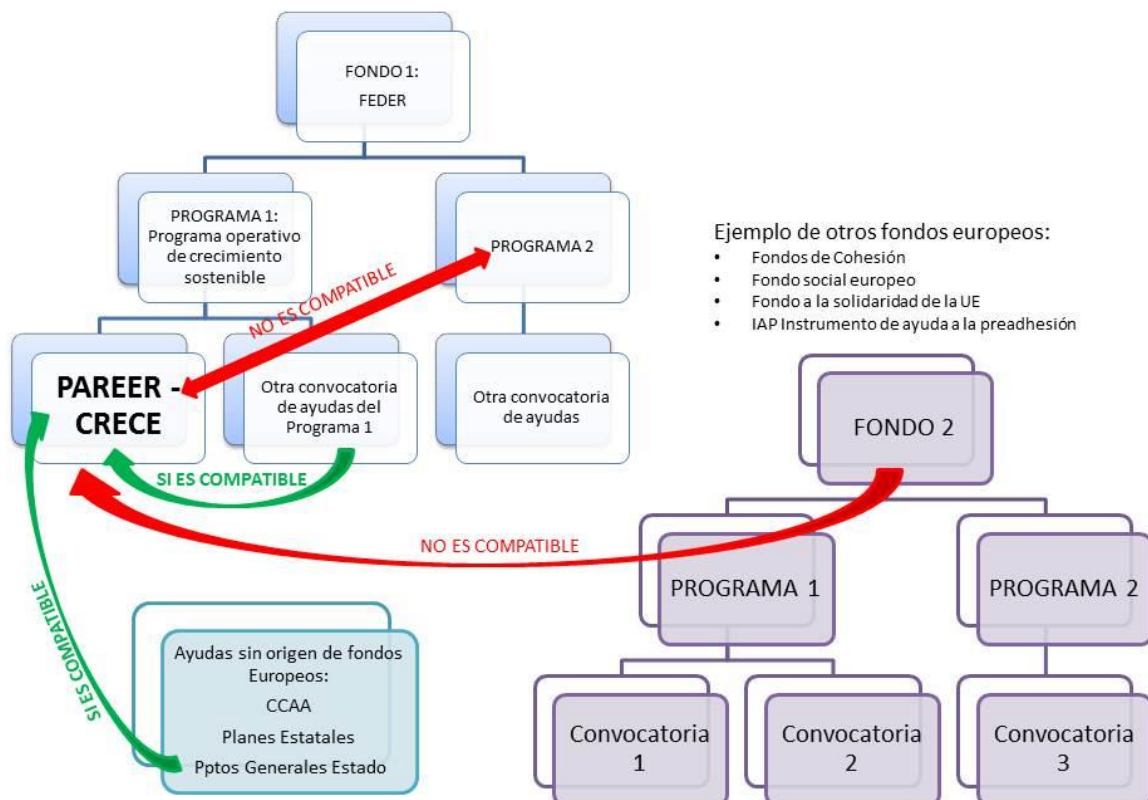 FONDO 1:
FEDER
PROGRAMA 1:
Programa operativo
de crecimiento
sostenible
PROGRAMA 2
NO ES COMPATIBLE
PAREER -
CRECE
Otra convocatoria
de ayudas del
Programa 1
Otra convocatoria
de ayudas
SI ES COMPATIBLE
Ejemplo de otros fondos europeos:
• Fondos de Cohesión
• Fondo social europeo
• Fondo a la solidaridad de la UE
• IAP Instrumento de ayuda a la preadhesión
FONDO 2
NO ES COMPATIBLE
PROGRAMA 1
PROGRAMA 2
Convocatoria
1
Convocatoria
2
Convocatoria
3
SI ES COMPATIBLE
Ayudas sin origen de fondos
Europeos:
CCAA
Planes Estatales
Pptos Generales Estado